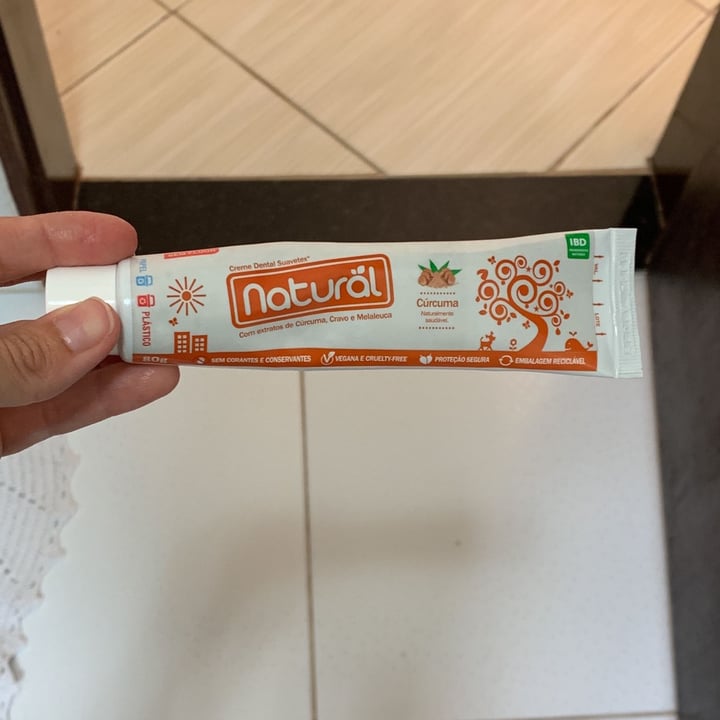 Creme Dental Suavetex
natural
Com extratos de Cúrcuma, Cravo e Melaleuca
Cúrcuma
Naturalmente
saudável.
IBD
PLÁSTICO
80g
SEM CORANTES E CONSERVANTES
VEGANA E CRUELTY-FREE
PROTEÇÃO SEGURA
EMBALAGEM RECICLÁVEL